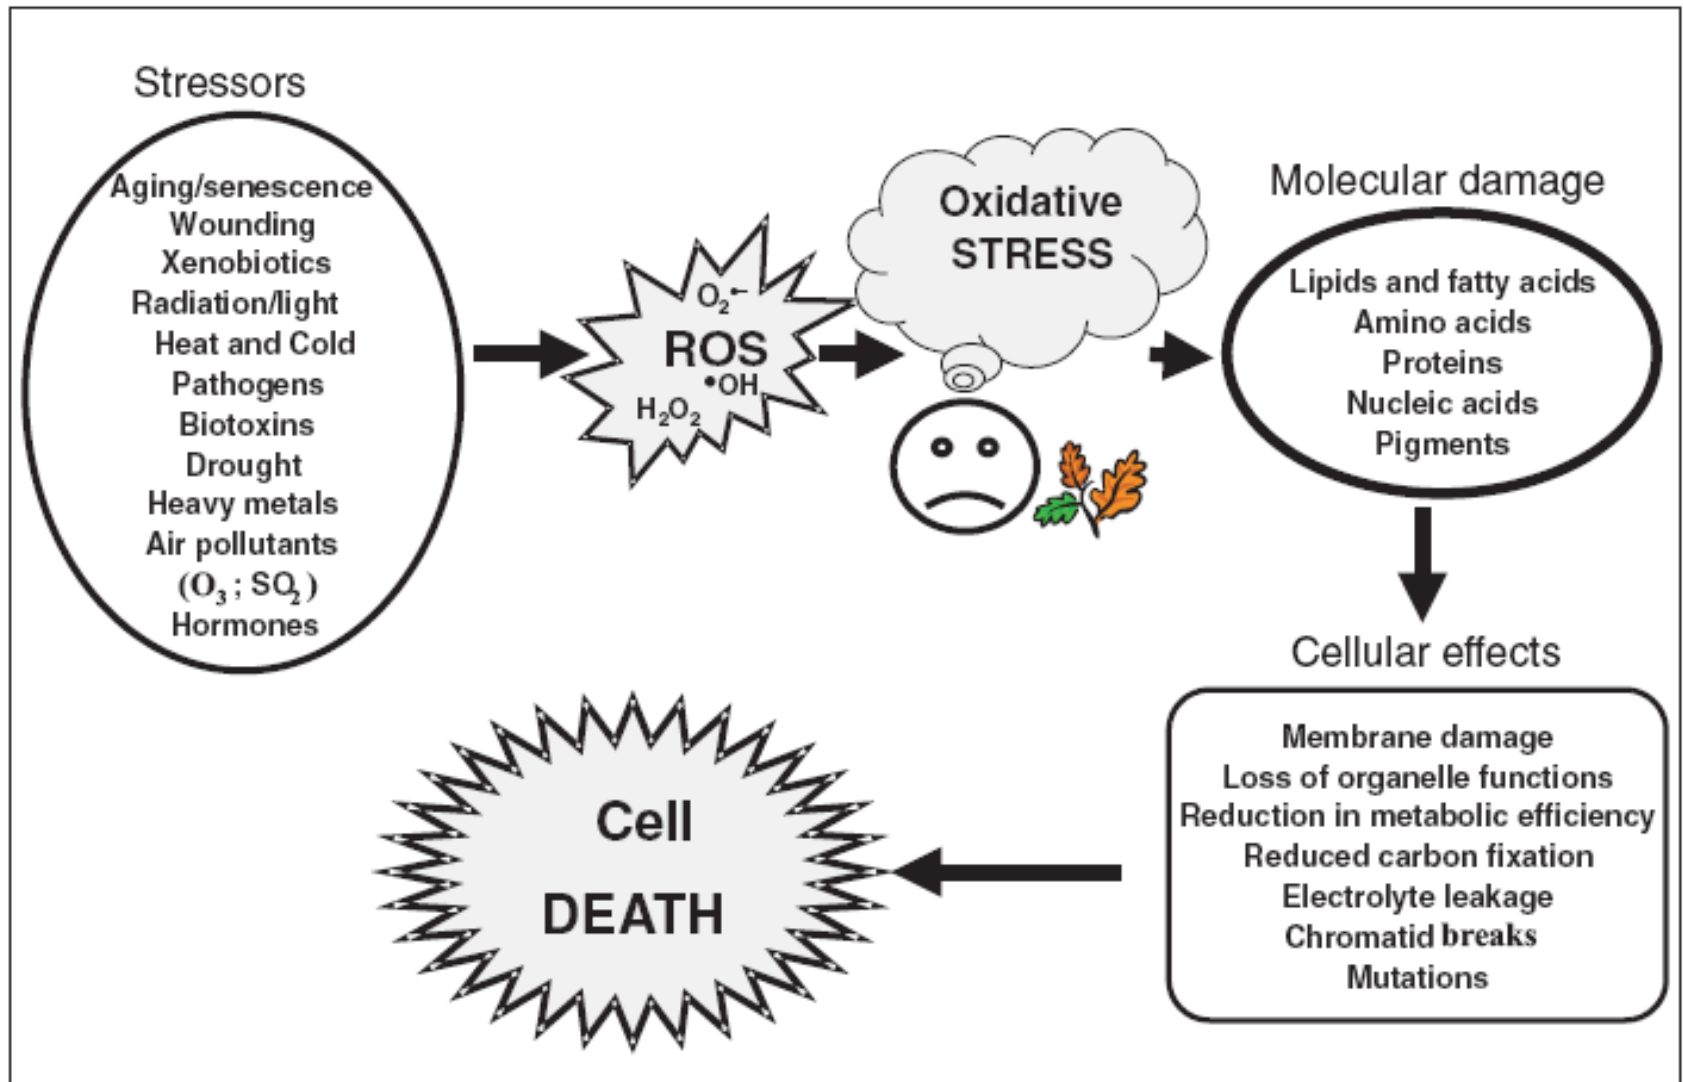 Stressors
Aging/senescence
Wounding
Xenobiotics
Radiation/light
Heat and Cold
Pathogens
Biotoxins
Drought
Heavy metals
Air pollutants
(O₃ ; SO₂)
Hormones
O₂•−
ROS
•OH
H₂O₂
Oxidative
STRESS
Molecular damage
Lipids and fatty acids
Amino acids
Proteins
Nucleic acids
Pigments
Cellular effects
Membrane damage
Loss of organelle functions
Reduction in metabolic efficiency
Reduced carbon fixation
Electrolyte leakage
Chromatid breaks
Mutations
Cell
DEATH